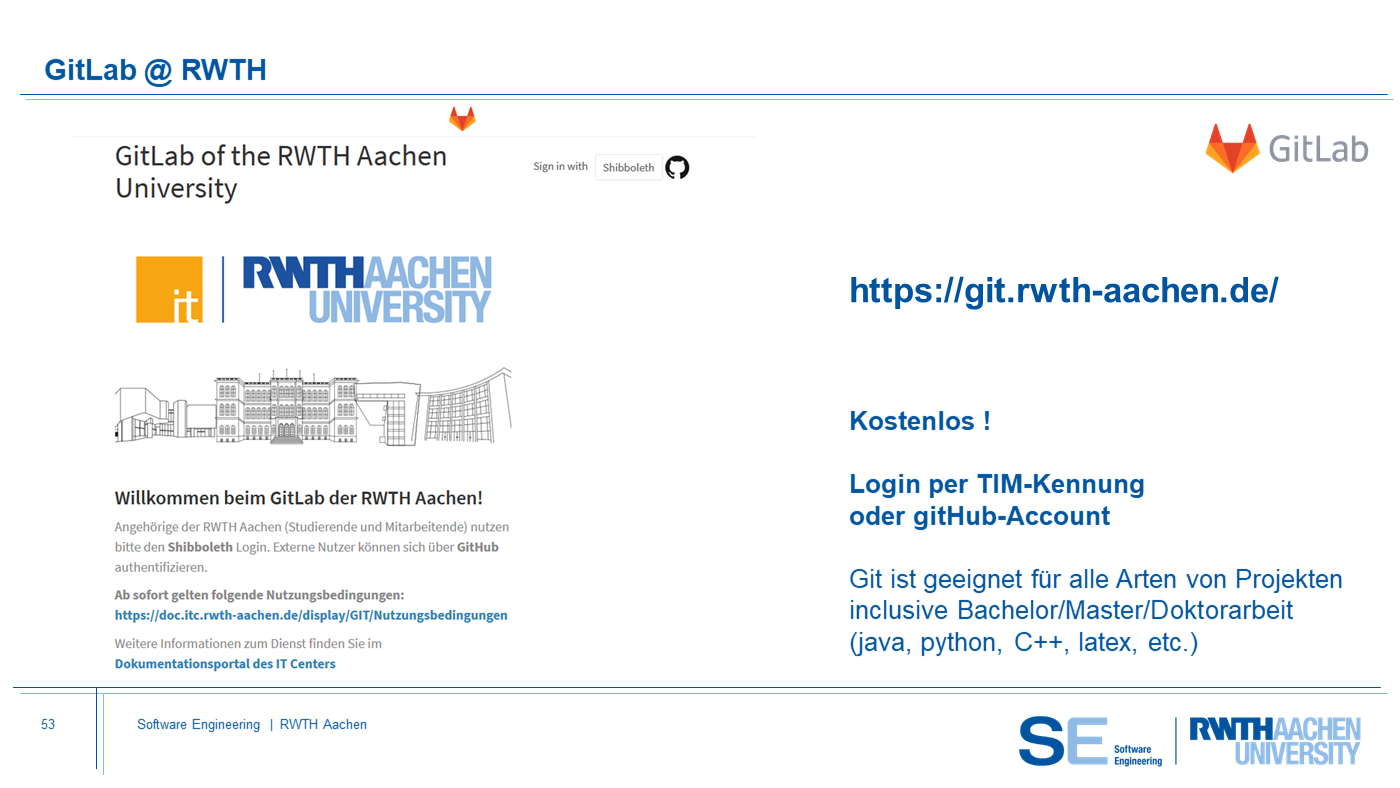 GitLab @ RWTH
GitLab of the RWTH Aachen
University
Sign in with Shibboleth
it RWTHAACHEN
UNIVERSITY
Willkommen beim GitLab der RWTH Aachen!
Angehörige der RWTH Aachen (Studierende und Mitarbeitende) nutzen
bitte den Shibboleth Login. Externe Nutzer können sich über GitHub
authentifizieren.
Ab sofort gelten folgende Nutzungsbedingungen:
https://doc.itc.rwth-aachen.de/display/GIT/Nutzungsbedingungen
Weitere Informationen zum Dienst finden Sie im
Dokumentationsportal des IT Centers
GitLab
https://git.rwth-aachen.de/
Kostenlos !
Login per TIM-Kennung
oder gitHub-Account
Git ist geeignet für alle Arten von Projekten
inclusive Bachelor/Master/Doktorarbeit
(java, python, C++, latex, etc.)
53
Software Engineering | RWTH Aachen
SE Software
Engineering
RWTHAACHEN
UNIVERSITY